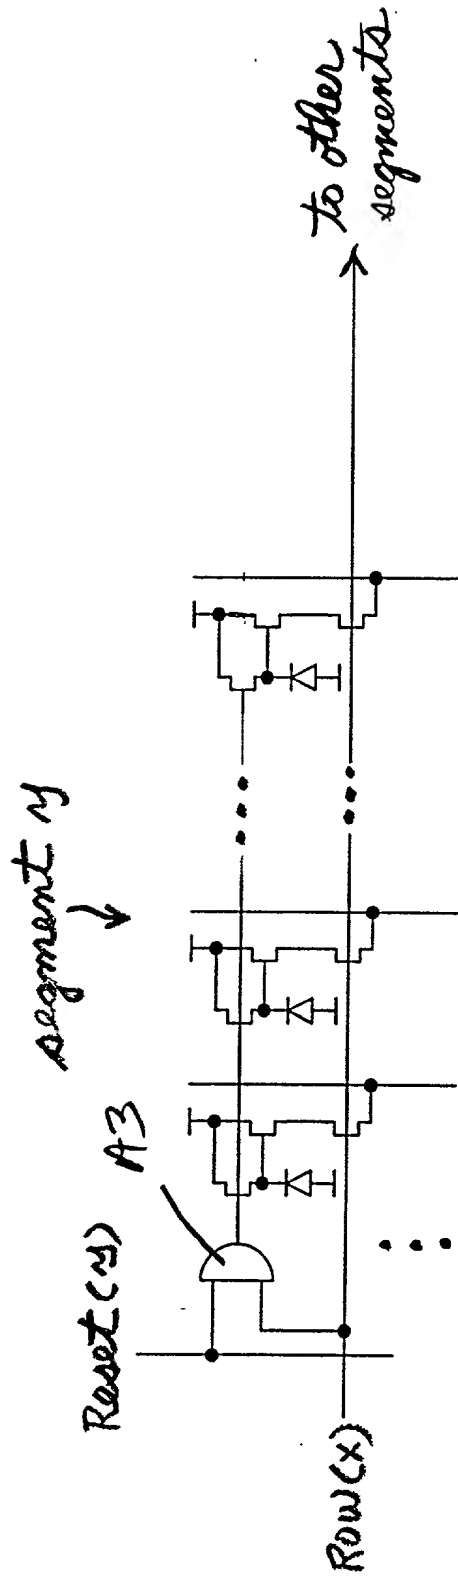 segment y
Reset(y)
A3
Row(x)
to other
segments